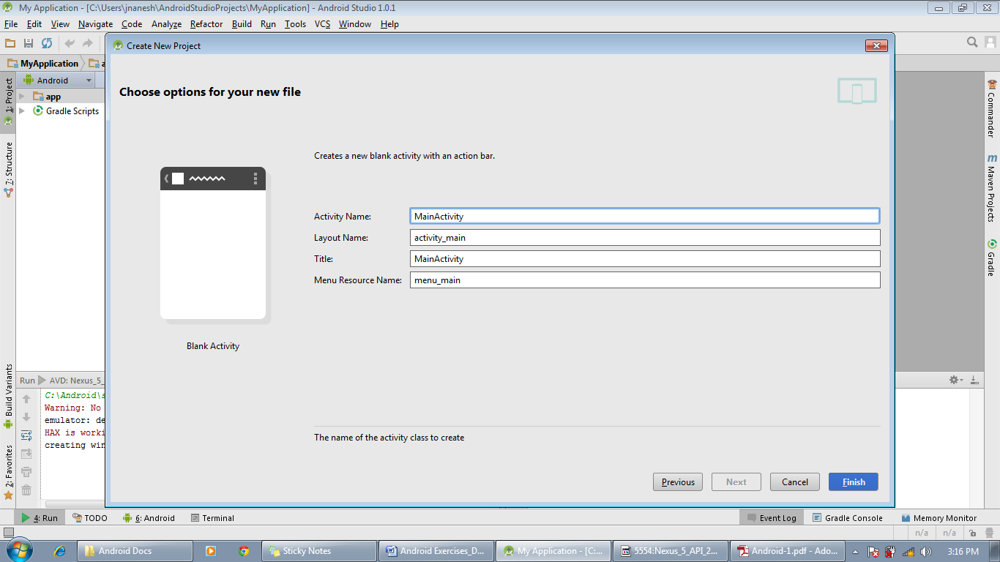 My Application - [C:\Users\jnanesh\AndroidStudioProjects\MyApplication] - Android Studio 1.0.1
File Edit View Navigate Code Analyze Refactor Build Run Tools VCS Window Help
MyApplication
Android
app
Gradle Scripts
1: Project
7: Structure
Build Variants
2: Favorites
Create New Project
Choose options for your new file
Creates a new blank activity with an action bar.
Activity Name: MainActivity
Layout Name: activity_main
Title: MainActivity
Menu Resource Name: menu_main
Blank Activity
The name of the activity class to create
Previous Next Cancel Finish
Commander
m
Maven Projects
Gradle
Run AVD: Nexus_5_
C:\Android\s
Warning: No
emulator: de
HAX is worki
creating win
4: Run TODO 6: Android Terminal Event Log Gradle Console Memory Monitor
n/a n/a
Android Docs Sticky Notes Android Exercises_D... My Application - [C:... 5554:Nexus_5_API_2... Android-1.pdf - Ado... 3:16 PM